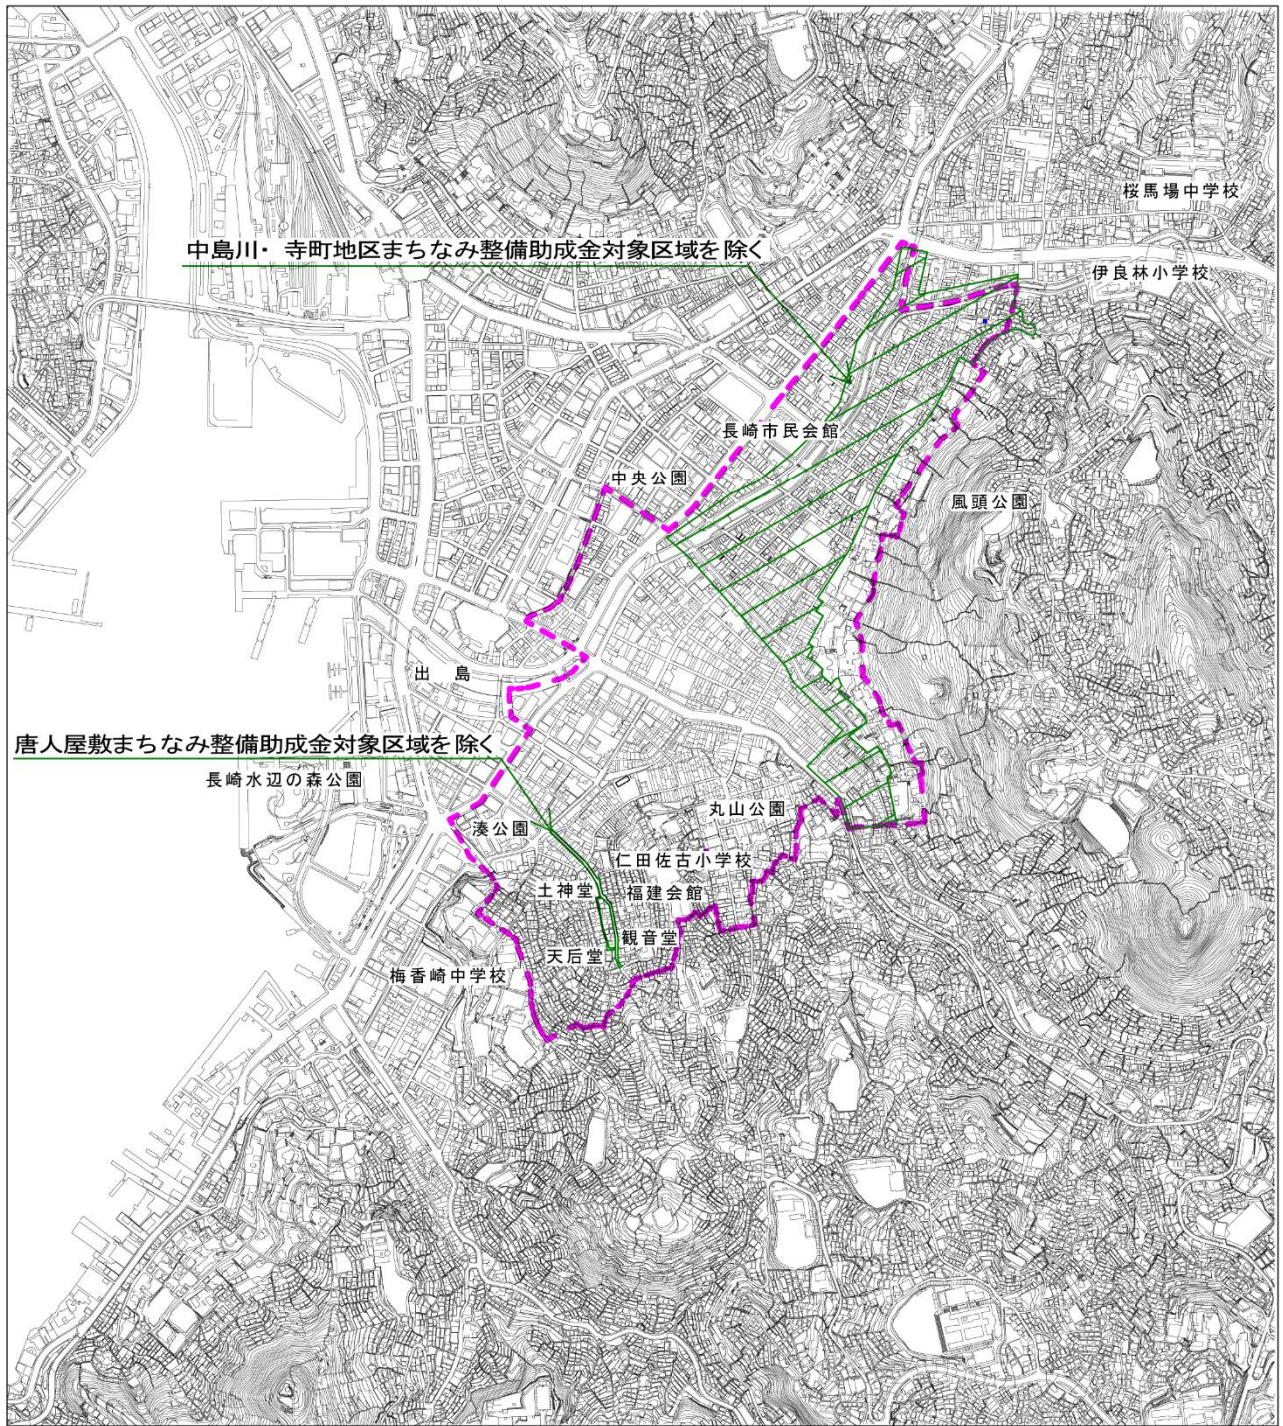 桜馬場中学校
中島川・寺町地区まちなみ整備助成金対象区域を除く
伊良林小学校
長崎市民会館
中央公園
風頭公園
出島
唐人屋敷まちなみ整備助成金対象区域を除く
長崎水辺の森公園
丸山公園
湊公園
仁田佐古小学校
土神堂
福建会館
観音堂
天后堂
梅香崎中学校